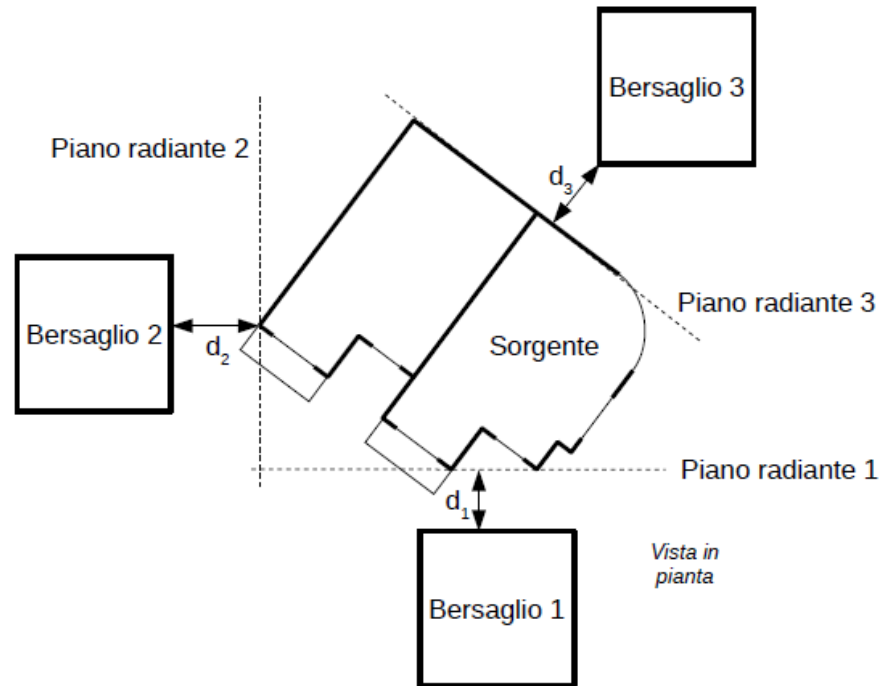 Bersaglio 3
Piano radiante 2
d3
Piano radiante 3
Bersaglio 2
d2
Sorgente
Piano radiante 1
d1
Vista in
pianta
Bersaglio 1